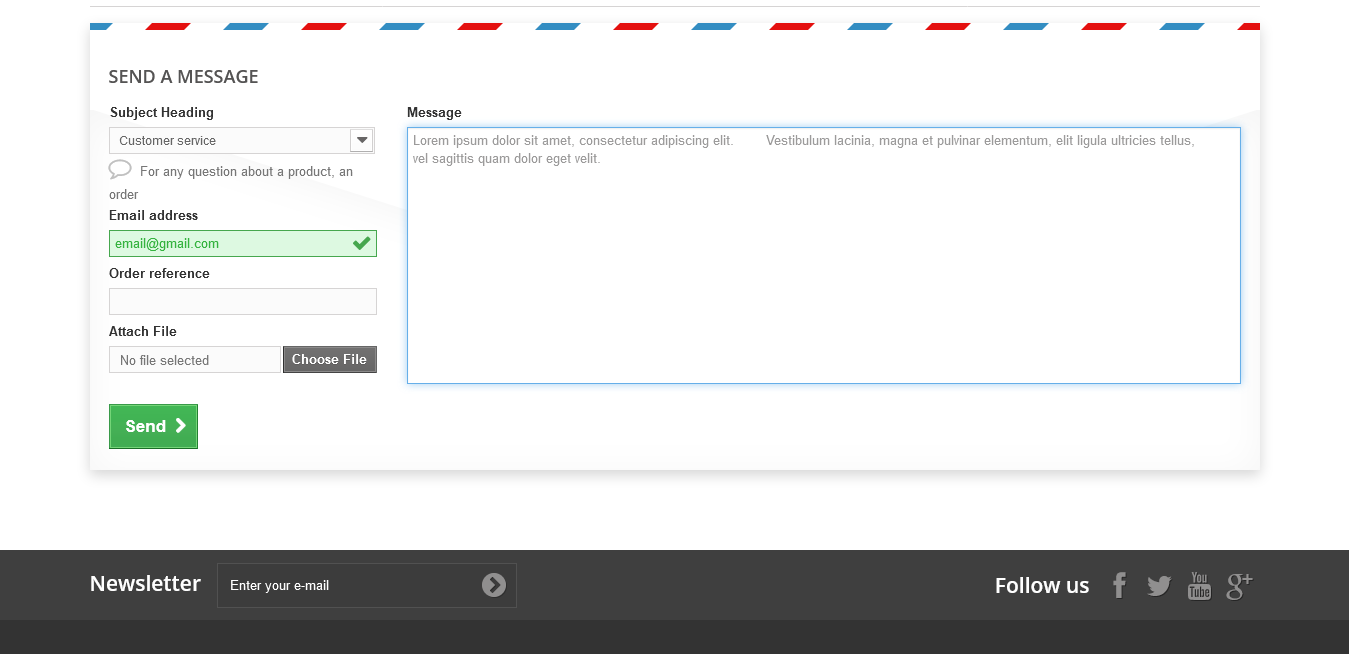 SEND A MESSAGE
Subject Heading
Customer service
For any question about a product, an
order
Email address
email@gmail.com
Order reference
Attach File
No file selected
Choose File
Send
Message
Lorem ipsum dolor sit amet, consectetur adipiscing elit. Vestibulum lacinia, magna et pulvinar elementum, elit ligula ultricies tellus,
vel sagittis quam dolor eget velit.
Newsletter
Enter your e-mail
Follow us
f
You
Tube
g+